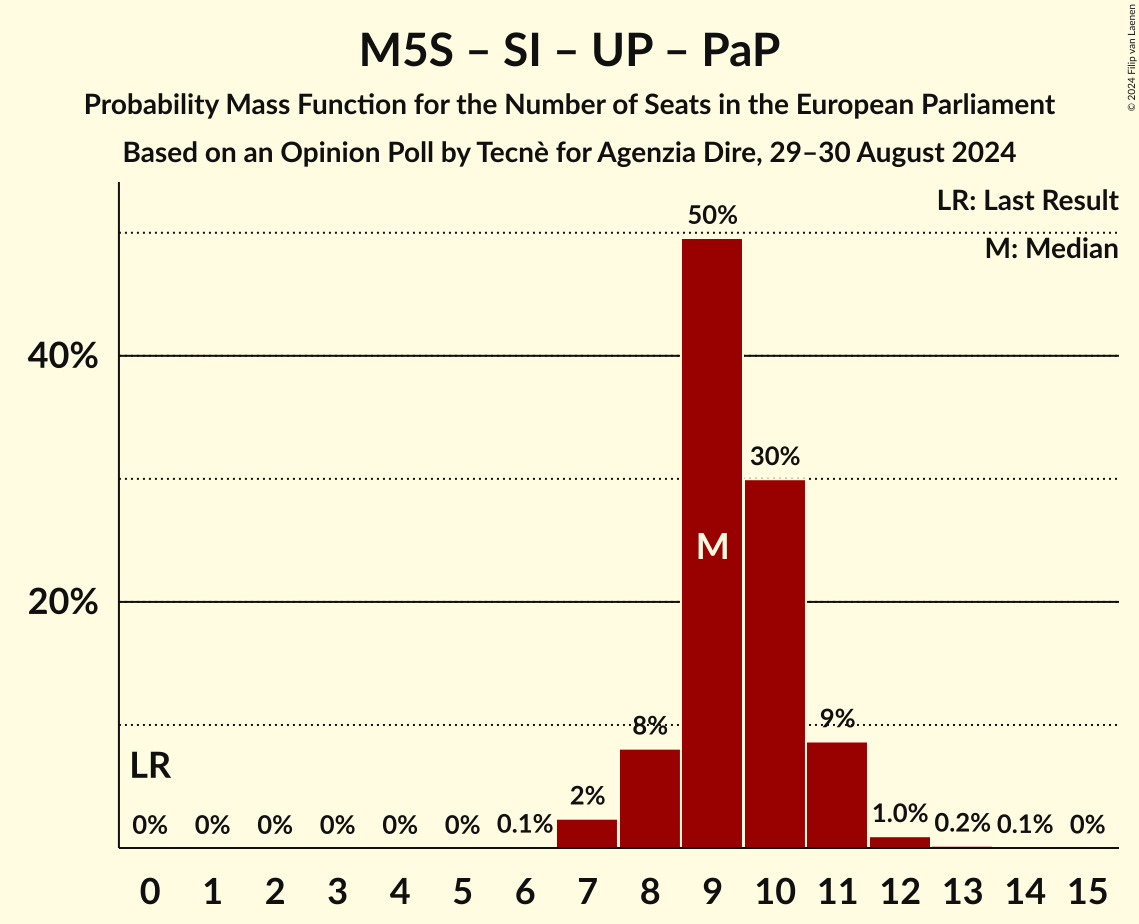 M5S – SI – UP – PaP
Probability Mass Function for the Number of Seats in the European Parliament
Based on an Opinion Poll by Tecnè for Agenzia Dire, 29–30 August 2024
© 2024 Filip van Laenen
LR: Last Result
M: Median
50%
40%
30%
M
20%
9%
8%
LR
2%
0% 0% 0% 0% 0% 0% 0.1% 1.0% 0.2% 0.1% 0%
0 1 2 3 4 5 6 7 8 9 10 11 12 13 14 15